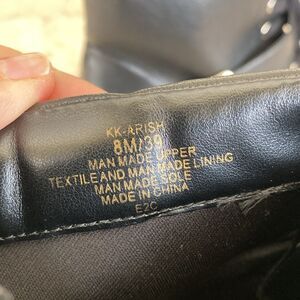 KK-ARISH
8M/39
MAN MADE UPPER
TEXTILE AND MAN MADE LINING
MAN MADE SOLE
MADE IN CHINA
E2C